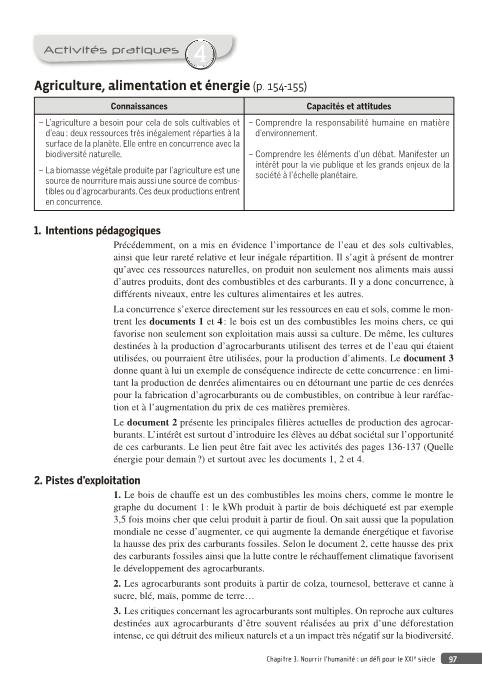 Activités pratiques 4
Agriculture, alimentation et énergie (p. 154-155)
Connaissances
– L’agriculture a besoin pour cela de sols cultivables et
d’eau : deux ressources très inégalement réparties à la
surface de la planète. Elle entre en concurrence avec la
biodiversité naturelle.
– La biomasse végétale produite par l’agriculture est une
source de nourriture mais aussi une source de combus-
tibles ou d’agrocarburants. Ces deux productions entrent
en concurrence.
Capacités et attitudes
– Comprendre la responsabilité humaine en matière
d’environnement.
– Comprendre les éléments d’un débat. Manifester un
intérêt pour la vie publique et les grands enjeux de la
société à l’échelle planétaire.
1. Intentions pédagogiques
Précédemment, on a mis en évidence l’importance de l’eau et des sols cultivables,
ainsi que leur rareté relative et leur inégale répartition. Il s’agit à présent de montrer
qu’avec ces ressources naturelles, on produit non seulement nos aliments mais aussi
d’autres produits, dont des combustibles et des carburants. Il y a donc concurrence, à
différents niveaux, entre les cultures alimentaires et les autres.
La concurrence s’exerce directement sur les ressources en eau et sols, comme le mon-
trent les documents 1 et 4 : le bois est un des combustibles les moins chers, ce qui
favorise non seulement son exploitation mais aussi sa culture. De même, les cultures
destinées à la production d’agrocarburants utilisent des terres et de l’eau qui étaient
utilisées, ou pourraient être utilisées, pour la production d’aliments. Le document 3
donne quant à lui un exemple de conséquence indirecte de cette concurrence : en limi-
tant la production de denrées alimentaires ou en détournant une partie de ces denrées
pour la fabrication d’agrocarburants ou de combustibles, on contribue à leur raréfac-
tion et à l’augmentation du prix de ces matières premières.
Le document 2 présente les principales filières actuelles de production des agrocar-
burants. L’intérêt est surtout d’introduire les élèves au débat sociétal sur l’opportunité
de ces carburants. Le lien peut être fait avec les activités des pages 136-137 (Quelle
énergie pour demain ?) et surtout avec les documents 1, 2 et 4.
2. Pistes d’exploitation
1. Le bois de chauffe est un des combustibles les moins chers, comme le montre le
graphe du document 1 : le kWh produit à partir de bois déchiqueté est par exemple
3,5 fois moins cher que celui produit à partir de fioul. On sait aussi que la population
mondiale ne cesse d’augmenter, ce qui augmente la demande énergétique et favorise
la hausse des prix des carburants fossiles. Selon le document 2, cette hausse des prix
des carburants fossiles ainsi que la lutte contre le réchauffement climatique favorisent
le développement des agrocarburants.
2. Les agrocarburants sont produits à partir de colza, tournesol, betterave et canne à
sucre, blé, maïs, pomme de terre…
3. Les critiques concernant les agrocarburants sont multiples. On reproche aux cultures
destinées aux agrocarburants d’être souvent réalisées au prix d’une déforestation
intense, ce qui détruit des milieux naturels et a un impact très négatif sur la biodiversité.
Chapitre 3. Nourrir l’humanité : un défi pour le XXIe siècle 97